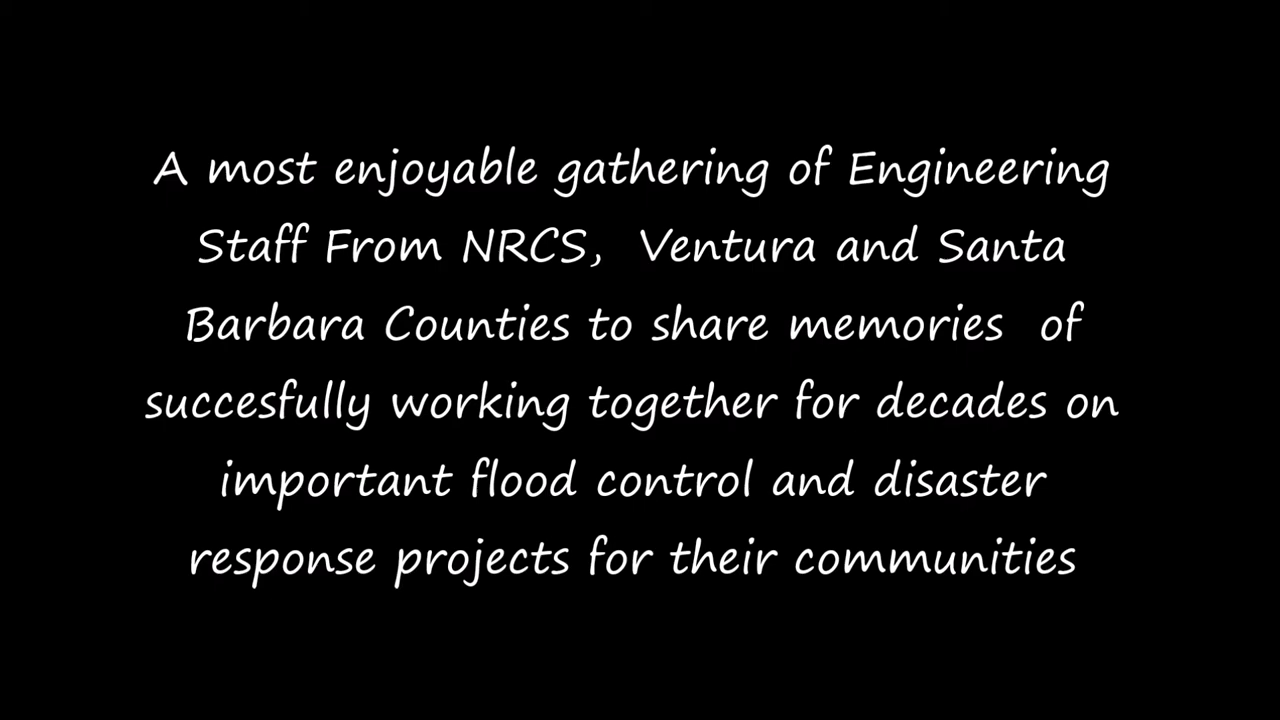 A most enjoyable gathering of Engineering
Staff From NRCS, Ventura and Santa
Barbara Counties to share memories of
succesfully working together for decades on
important flood control and disaster
response projects for their communities